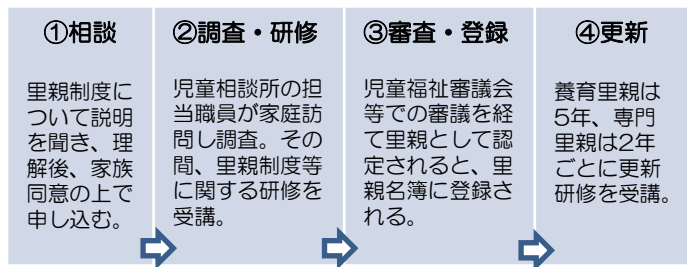 ①相談
里親制度に
ついて説明
を聞き、理
解後、家族
同意の上で
申し込む。
②調査・研修
児童相談所の担
当職員が家庭訪
問し調査。その
間、里親制度等
に関する研修を
受講。
③審査・登録
児童福祉審議会
等での審議を経
て里親として認
定されると、里
親名簿に登録さ
れる。
④更新
養育里親は
5年、専門
里親は2年
ごとに更新
研修を受講。